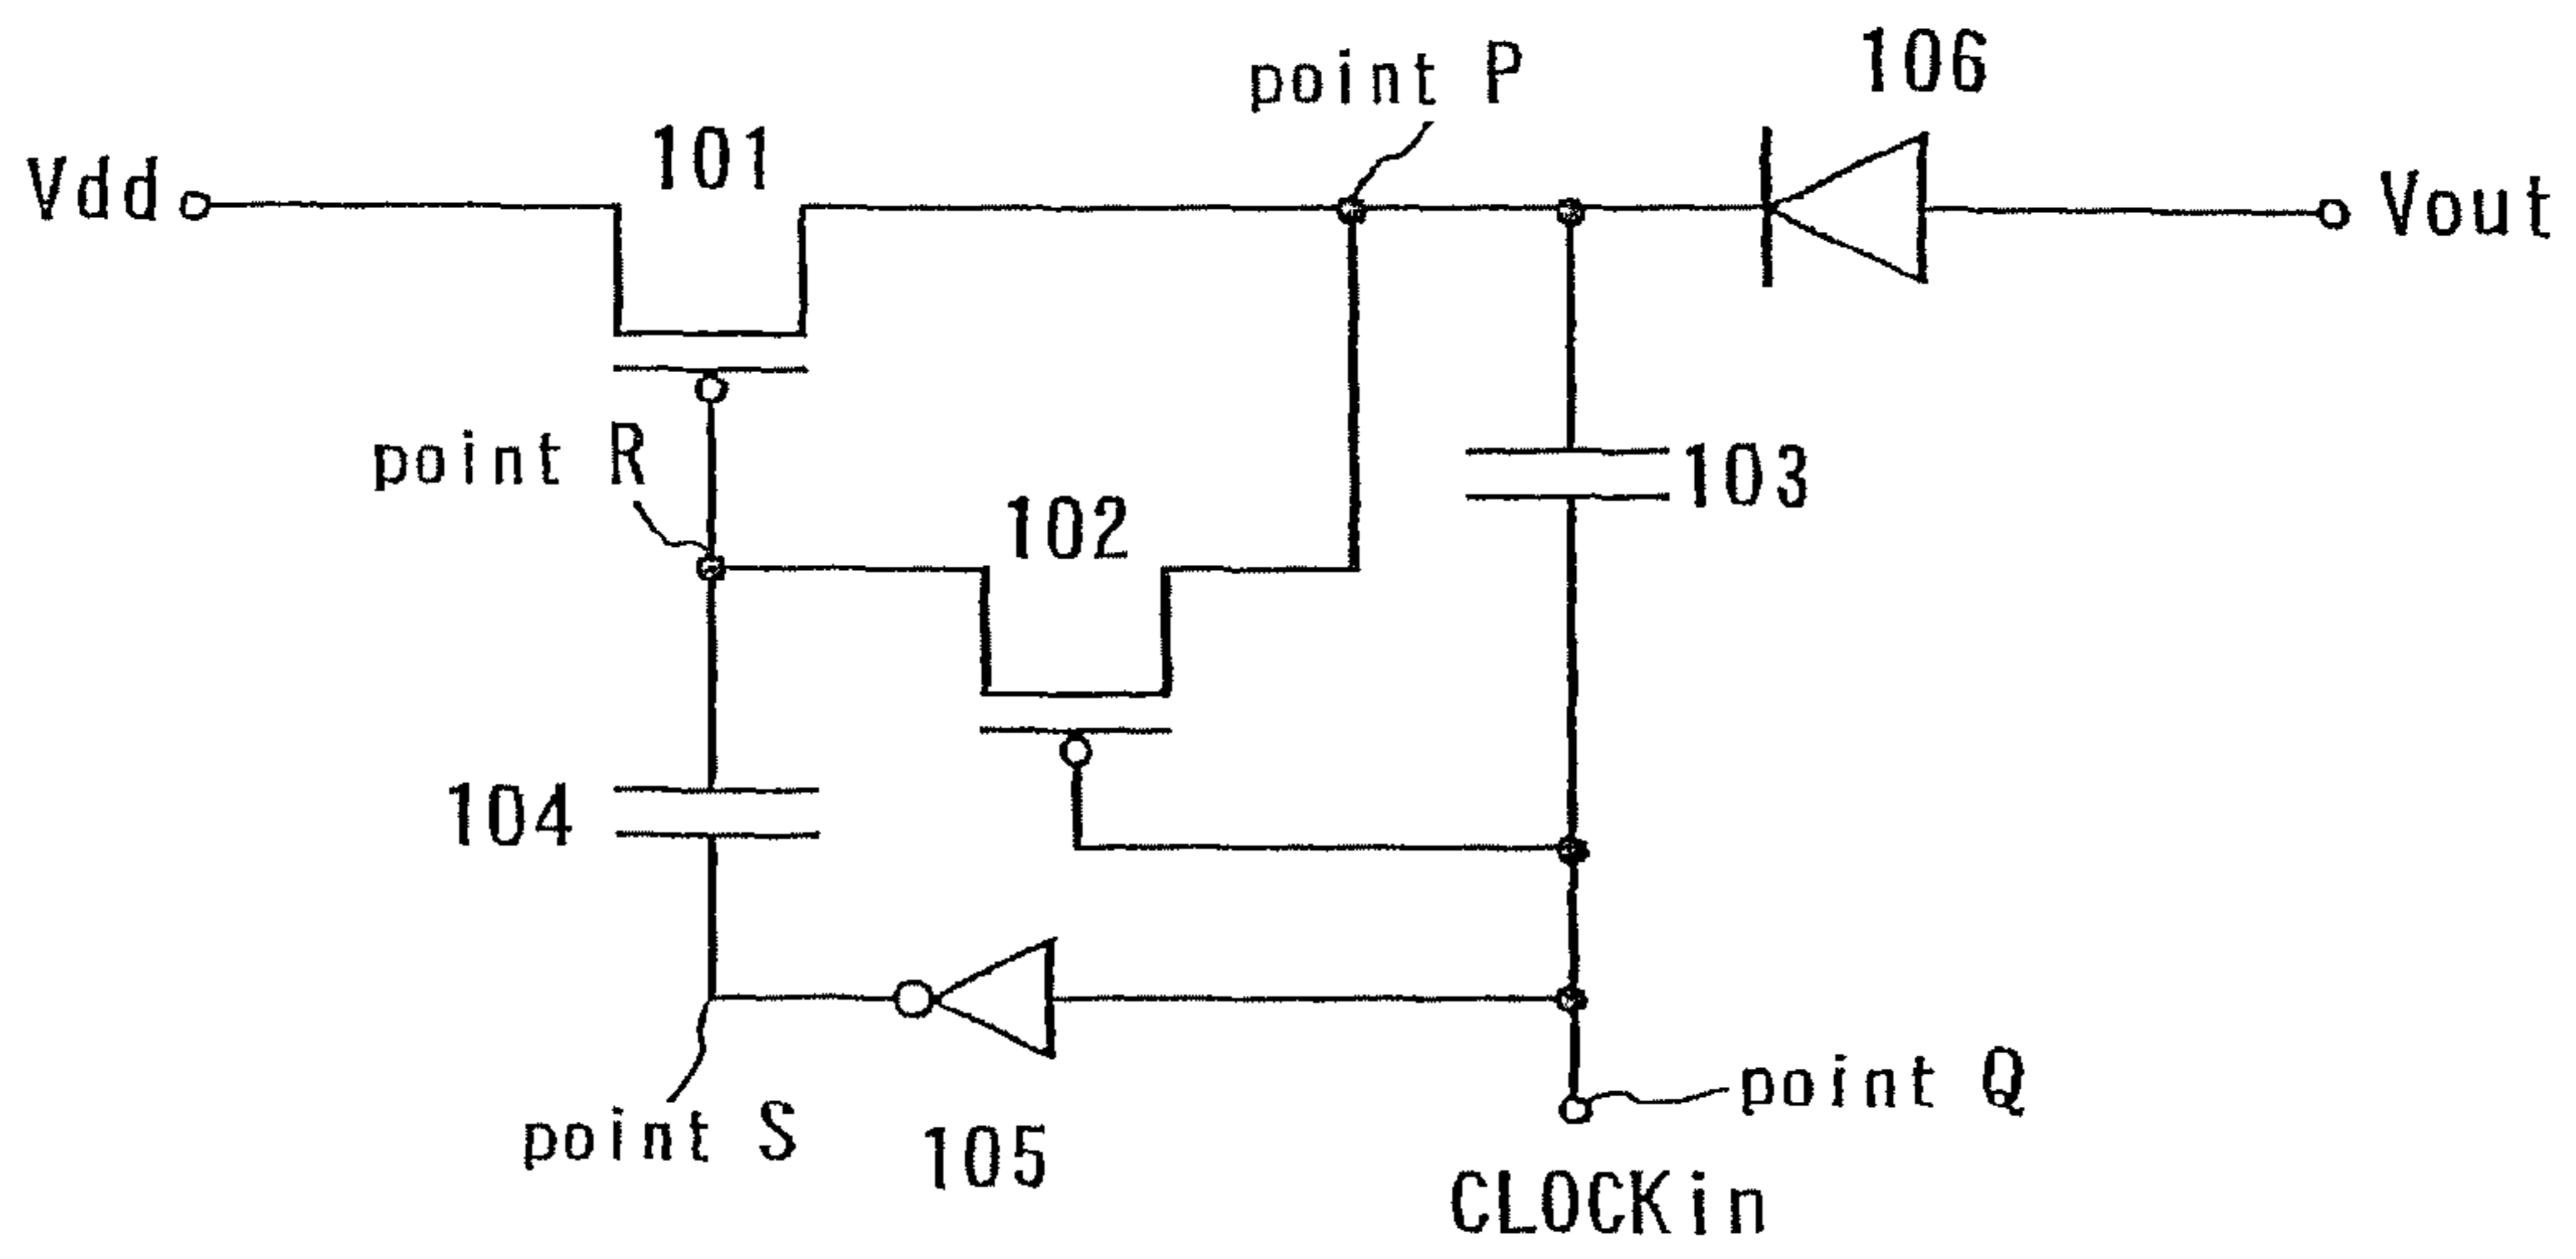 106
point P
101
Vdd
Vout
point R
103
102
104
point Q
point S
105
CLOCKin